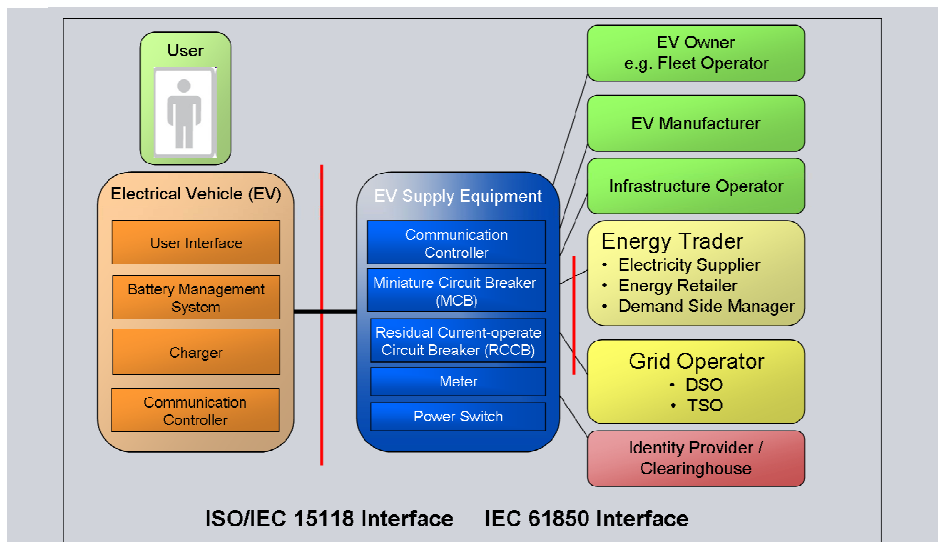 User
Electrical Vehicle (EV)
User Interface
Battery Management
System
Charger
Communication
Controller
EV Supply Equipment
Communication
Controller
Miniature Circuit Breaker
(MCB)
Residual Current-operate
Circuit Breaker (RCCB)
Meter
Power Switch
EV Owner
e.g. Fleet Operator
EV Manufacturer
Infrastructure Operator
Energy Trader
• Electricity Supplier
• Energy Retailer
• Demand Side Manager
Grid Operator
• DSO
• TSO
Identity Provider /
Clearinghouse
ISO/IEC 15118 Interface IEC 61850 Interface